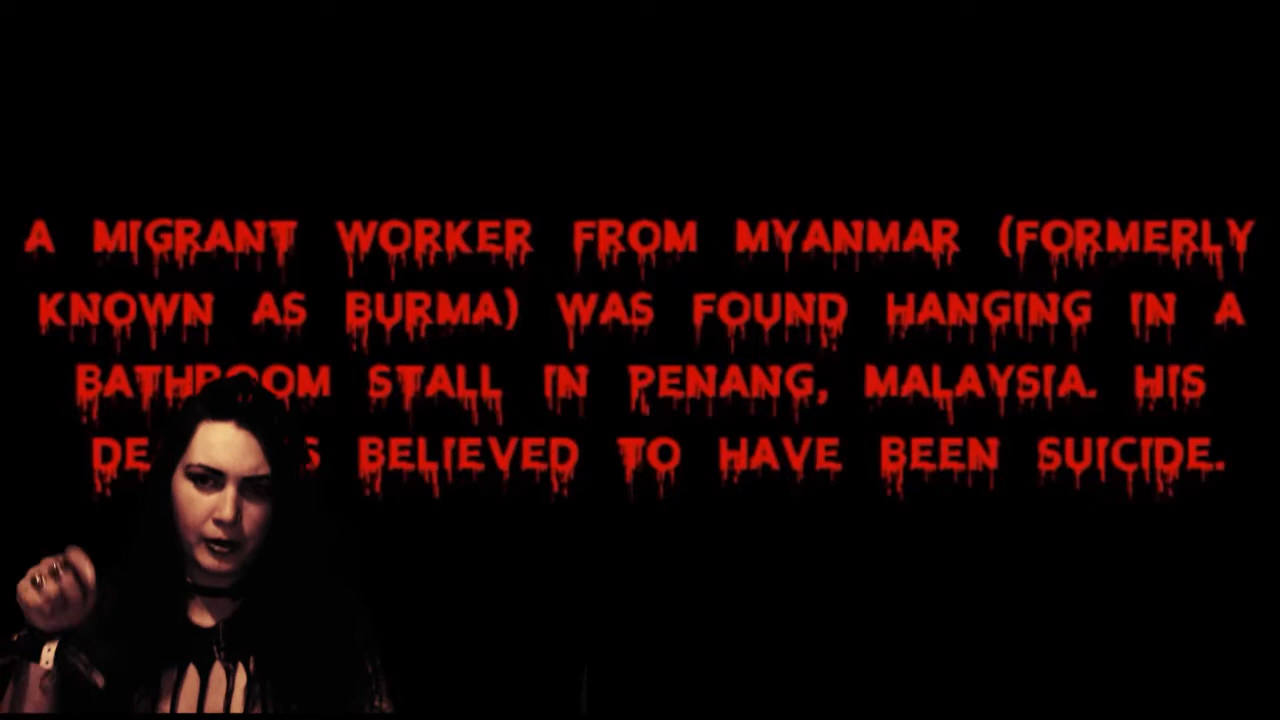 A MIGRANT WORKER FROM MYANMAR (FORMERLY
KNOWN AS BURMA) WAS FOUND HANGING IN A
BATHROOM STALL IN PENANG, MALAYSIA. HIS
BELIEVED TO HAVE BEEN SUICIDE.